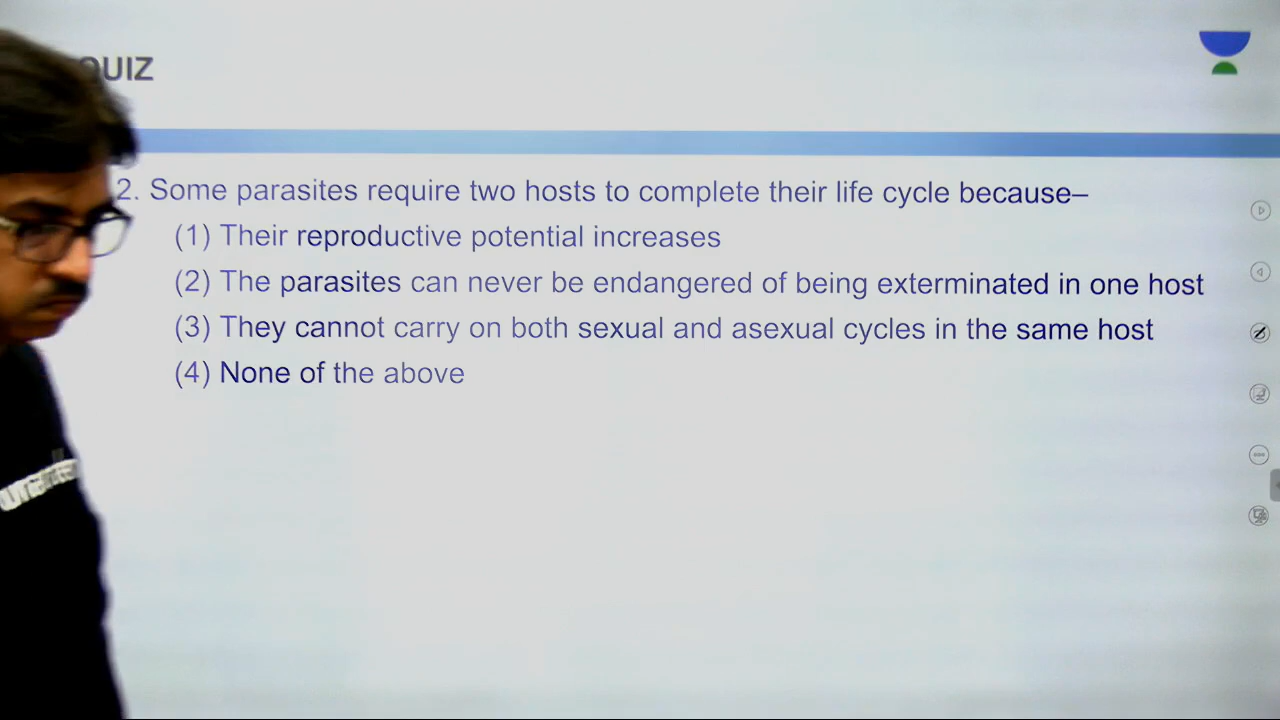 QUIZ
2. Some parasites require two hosts to complete their life cycle because–
(1) Their reproductive potential increases
(2) The parasites can never be endangered of being exterminated in one host
(3) They cannot carry on both sexual and asexual cycles in the same host
(4) None of the above